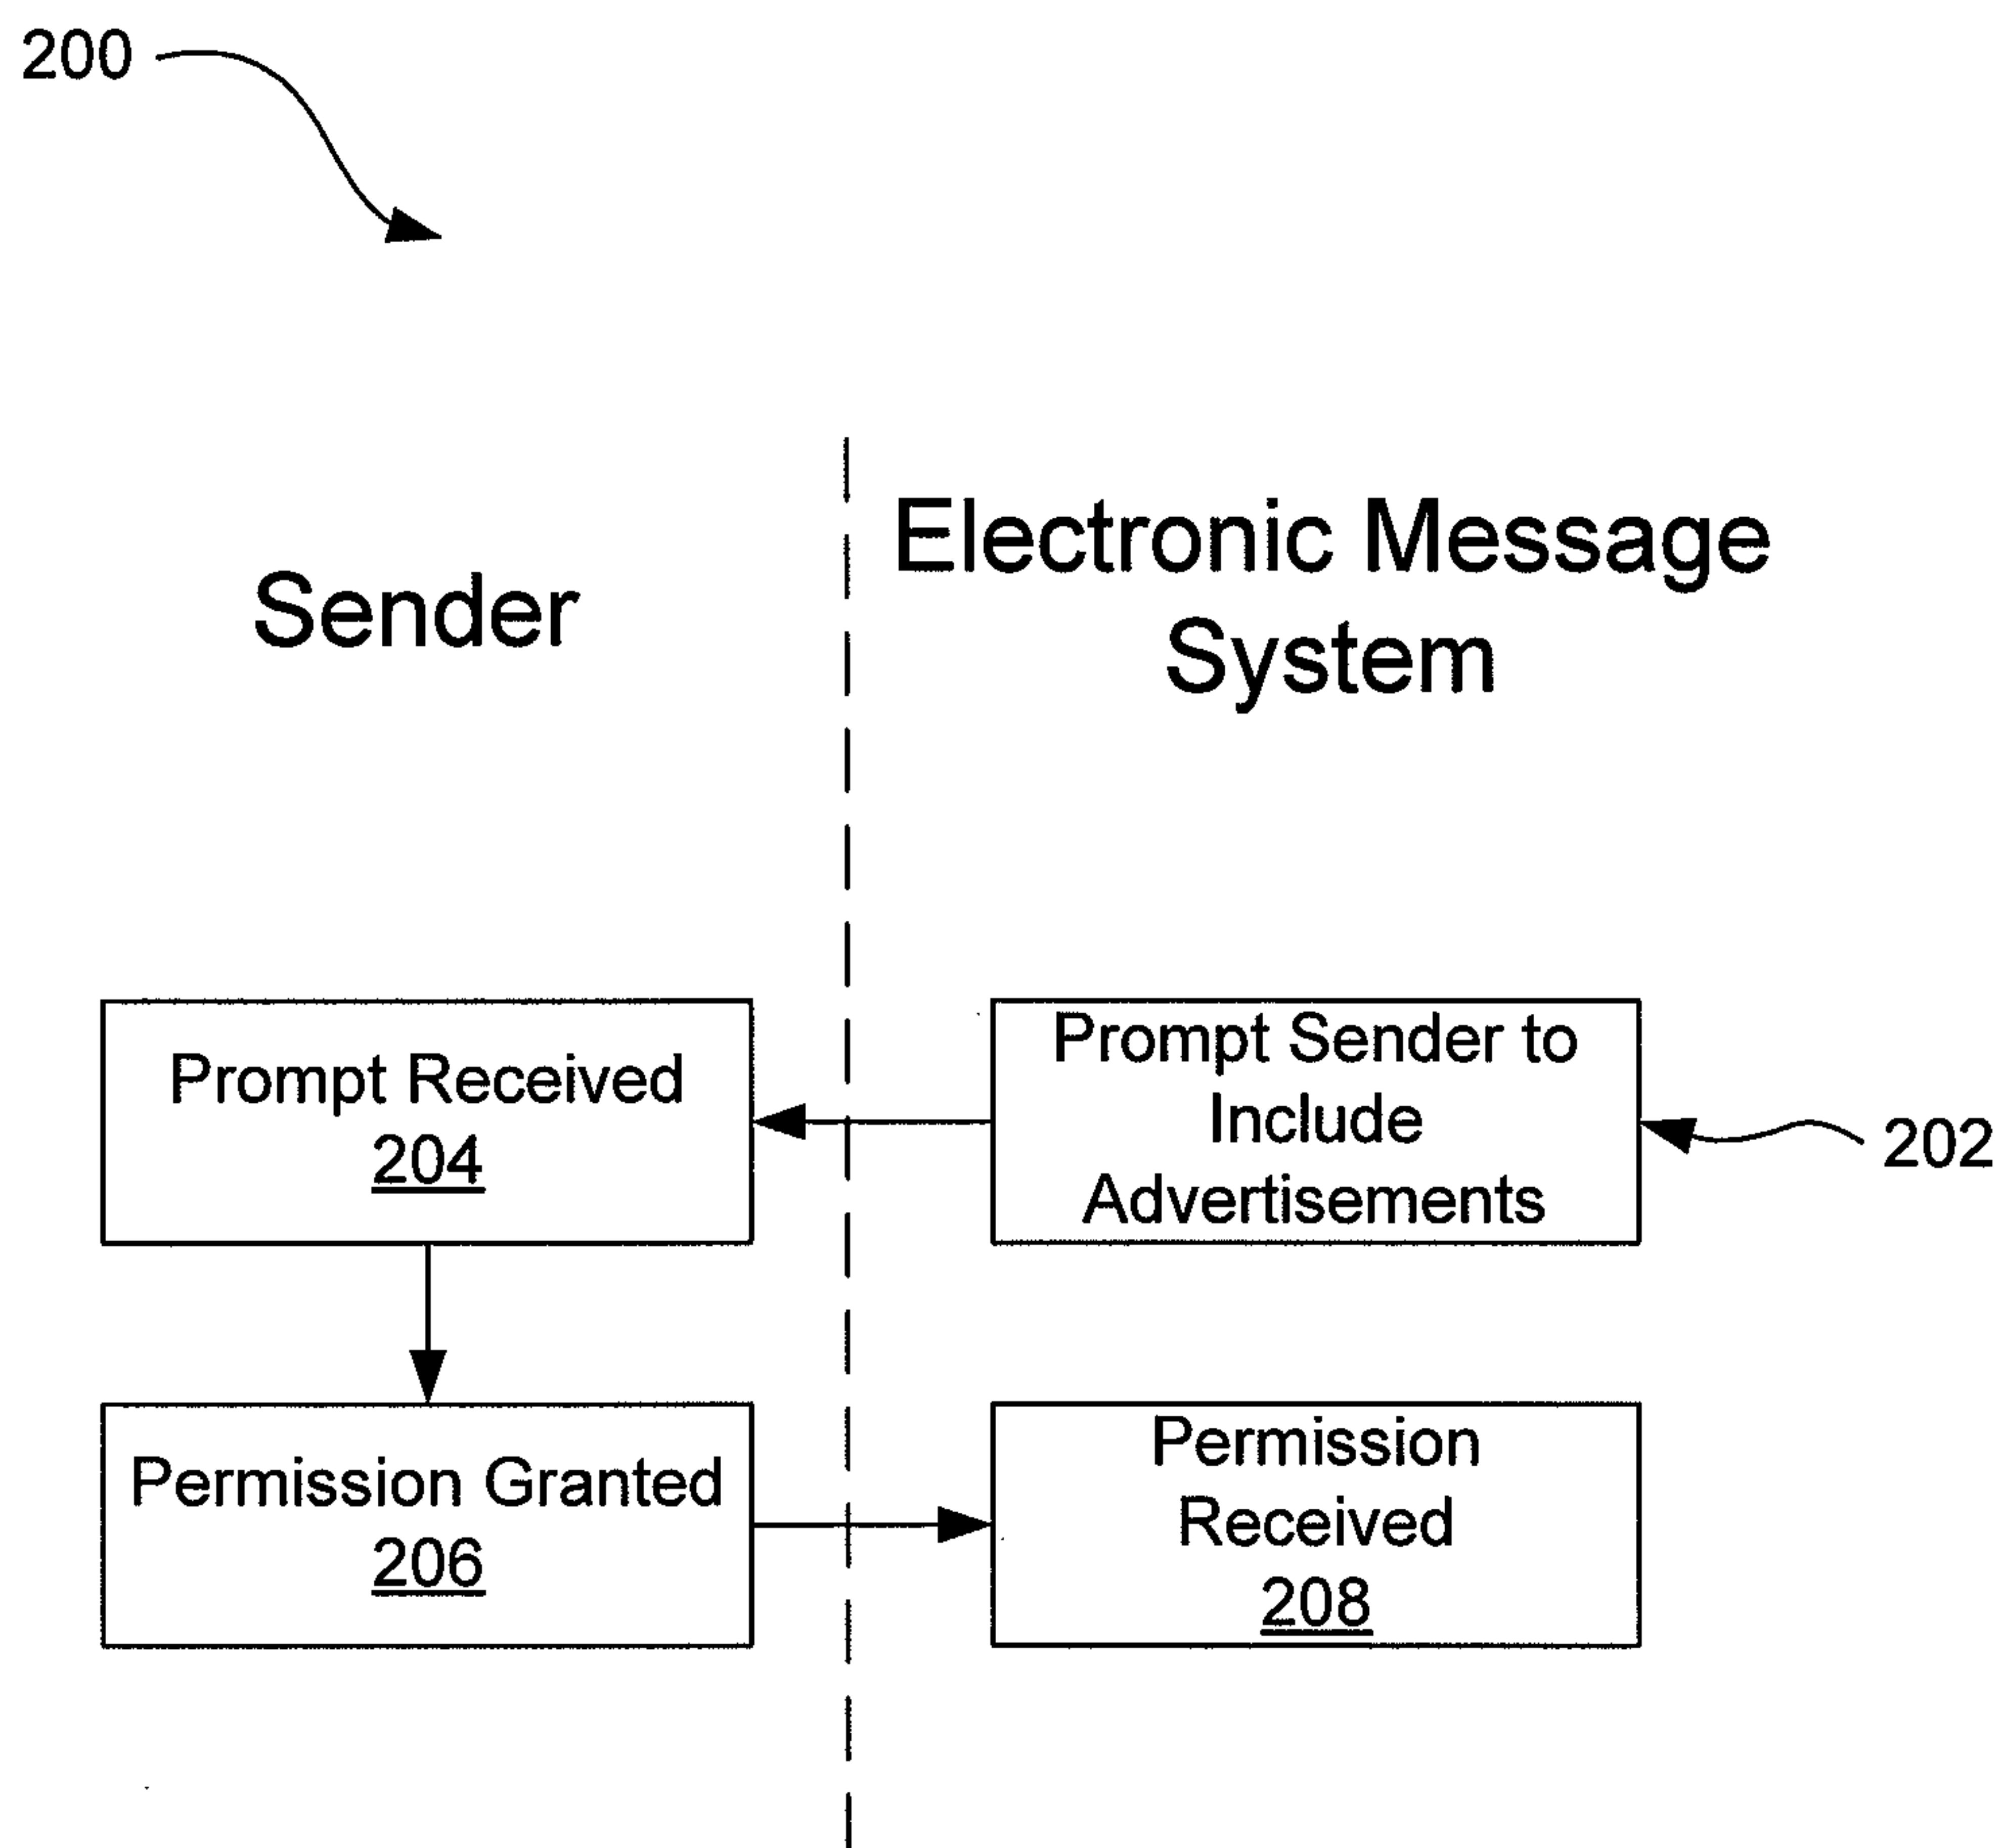 200
Sender
Electronic Message
System
Prompt Received
204
Prompt Sender to
Include
Advertisements
202
Permission Granted
206
Permission
Received
208